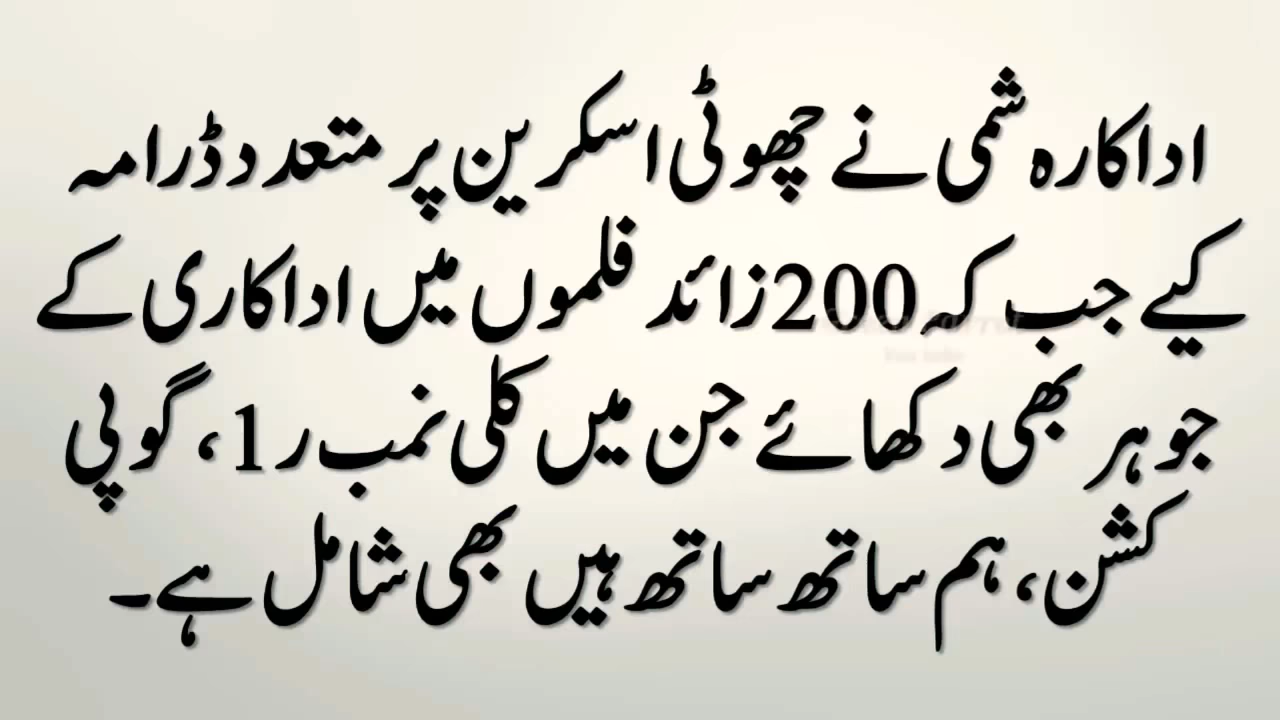 اداکارہ شمی نے چھوٹی اسکرین پر متعدد ڈرامہ
کیے جب کہ 200 زائد فلموں میں اداکاری کے
جوہر بھی دکھائے جن میں کلی نمبر 1، گوپی
کشن، ہم ساتھ ساتھ ہیں بھی شامل ہے۔